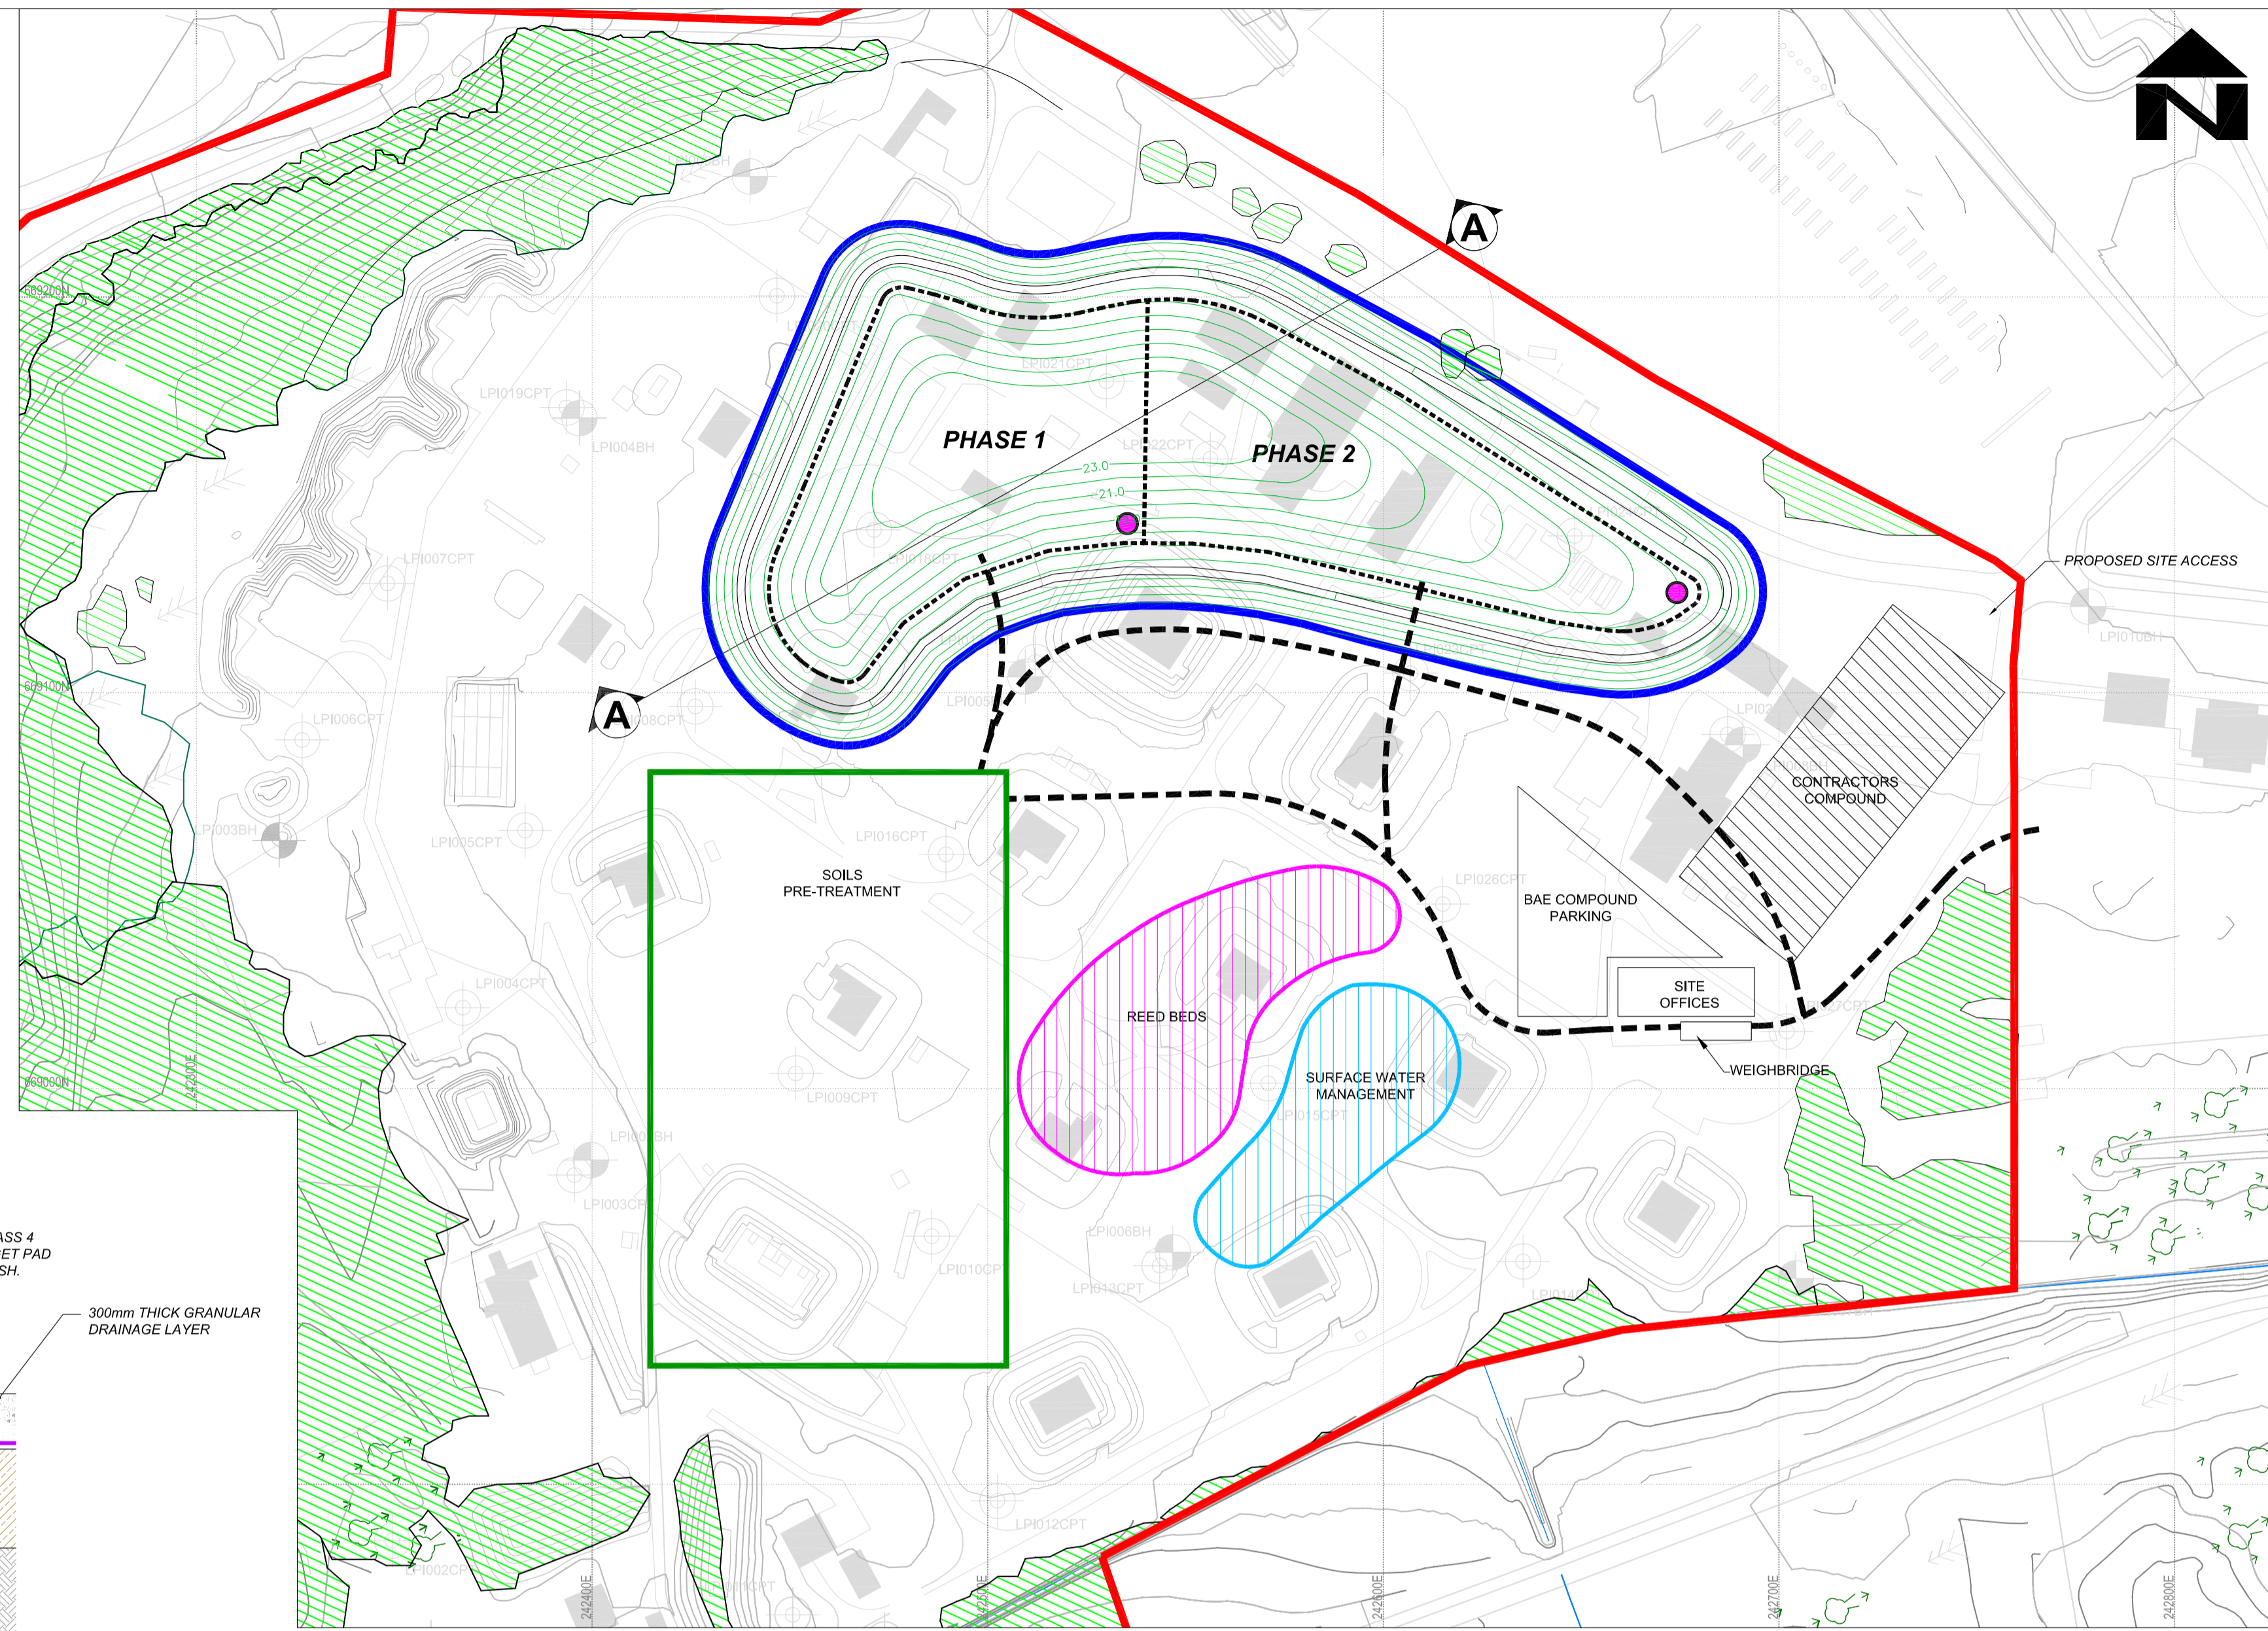 N
A
669200N
LPI021CPT
LPI019CPT
PHASE 1
LPI022CPT
PHASE 2
LPI004BH
23.0
21.0
LPI007CPT
LPI018CPT
PROPOSED SITE ACCESS
LPI010BH
669100N
A
LPI006CPT
CONTRACTORS
COMPOUND
LPI003BH
LPI005CPT
LPI016CPT
SOILS
PRE-TREATMENT
LPI026CPT
BAE COMPOUND
PARKING
LPI004CPT
SITE
OFFICES
REED BEDS
WEIGHBRIDGE
669000N
242300E
SURFACE WATER
MANAGEMENT
LPI009CPT
LPI015CPT
LPI006BH
ASS 4
GET PAD
SH.
LPI010CPT
LPI013CPT
300mm THICK GRANULAR
DRAINAGE LAYER
LPI012CPT
242400E
242600E
242700E
242800E